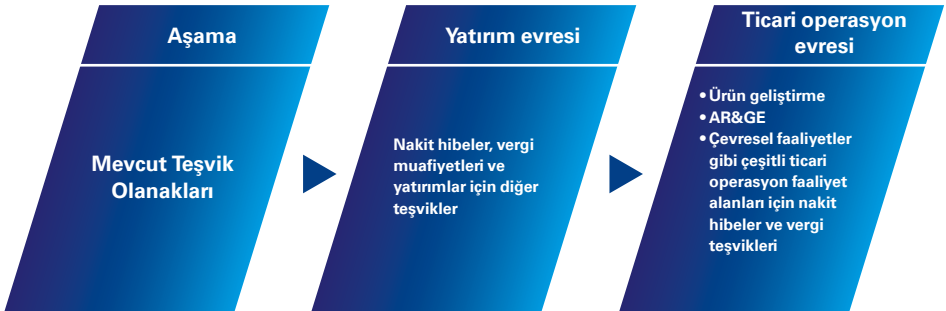 Aşama
Mevcut Teşvik
Olanakları
Yatırım evresi
Nakit hibeler, vergi
muafiyetleri ve
yatırımlar için diğer
teşvikler
Ticari operasyon
evresi
• Ürün geliştirme
• AR&GE
• Çevresel faaliyetler
gibi çeşitli ticari
operasyon faaliyet
alanları için nakit
hibeler ve vergi
teşvikleri